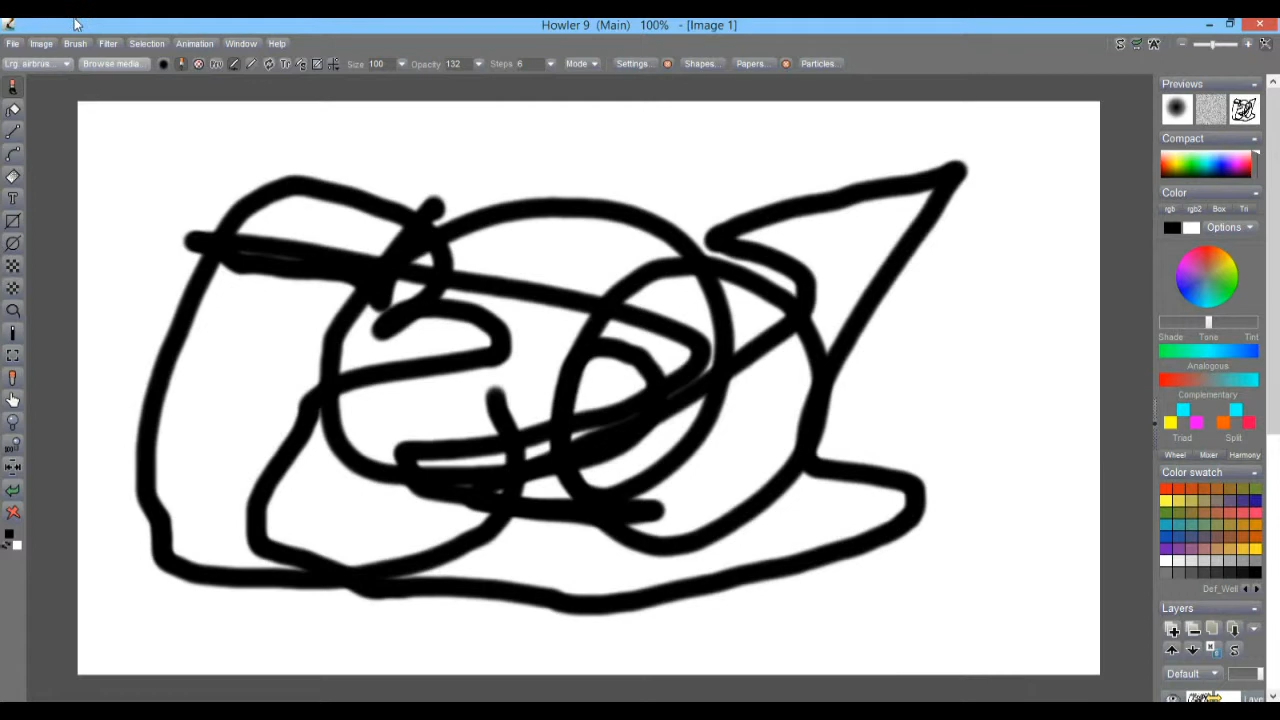 Howler 9 (Main) 100% - [Image 1]
File Image Brush Filter Selection Animation Window Help
Lrg. airbrus... Browse media... Size 100 Opacity 132 Steps 6 Mode Settings... Shapes... Papers... Particles...
Previews
Compact
Color
rgb rgb2 Box Tri
Options
Shade Tone Tint
Analogous
Complementary
Triad Split
Wheel Mixer Harmony
Color swatch
Def_Well
Layers
Default